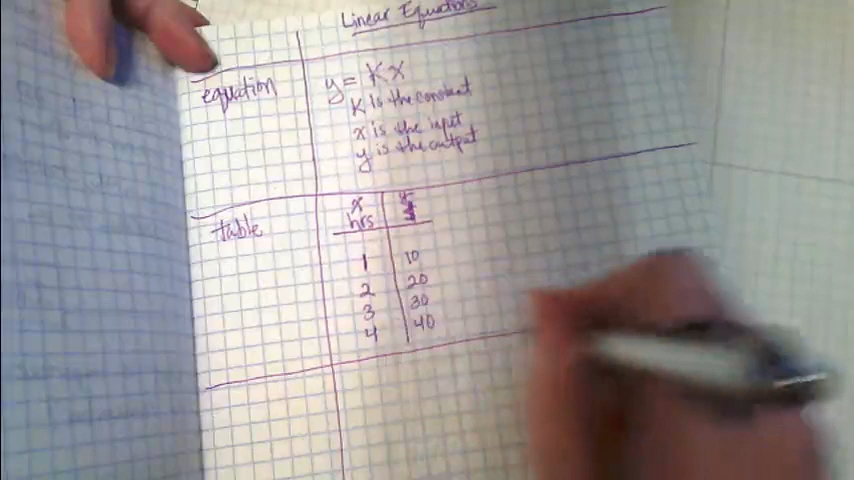 Linear Equations
equation
y = Kx
K is the constant
x is the input
y is the output
table
x y
hrs $
1 10
2 20
3 30
4 40